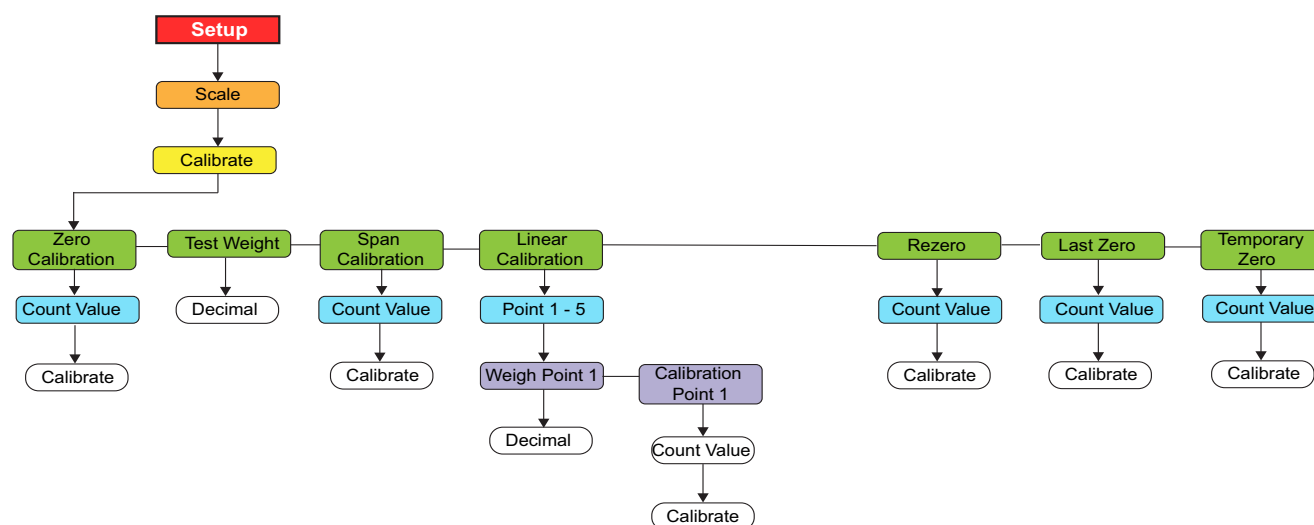 Setup
Scale
Calibrate
Zero
Calibration
Test Weight
Span
Calibration
Linear
Calibration
Rezero
Last Zero
Temporary
Zero
Count Value
Decimal
Count Value
Point 1 - 5
Count Value
Count Value
Count Value
Calibrate
Calibrate
Weigh Point 1
Calibration
Point 1
Calibrate
Calibrate
Calibrate
Decimal
Count Value
Calibrate